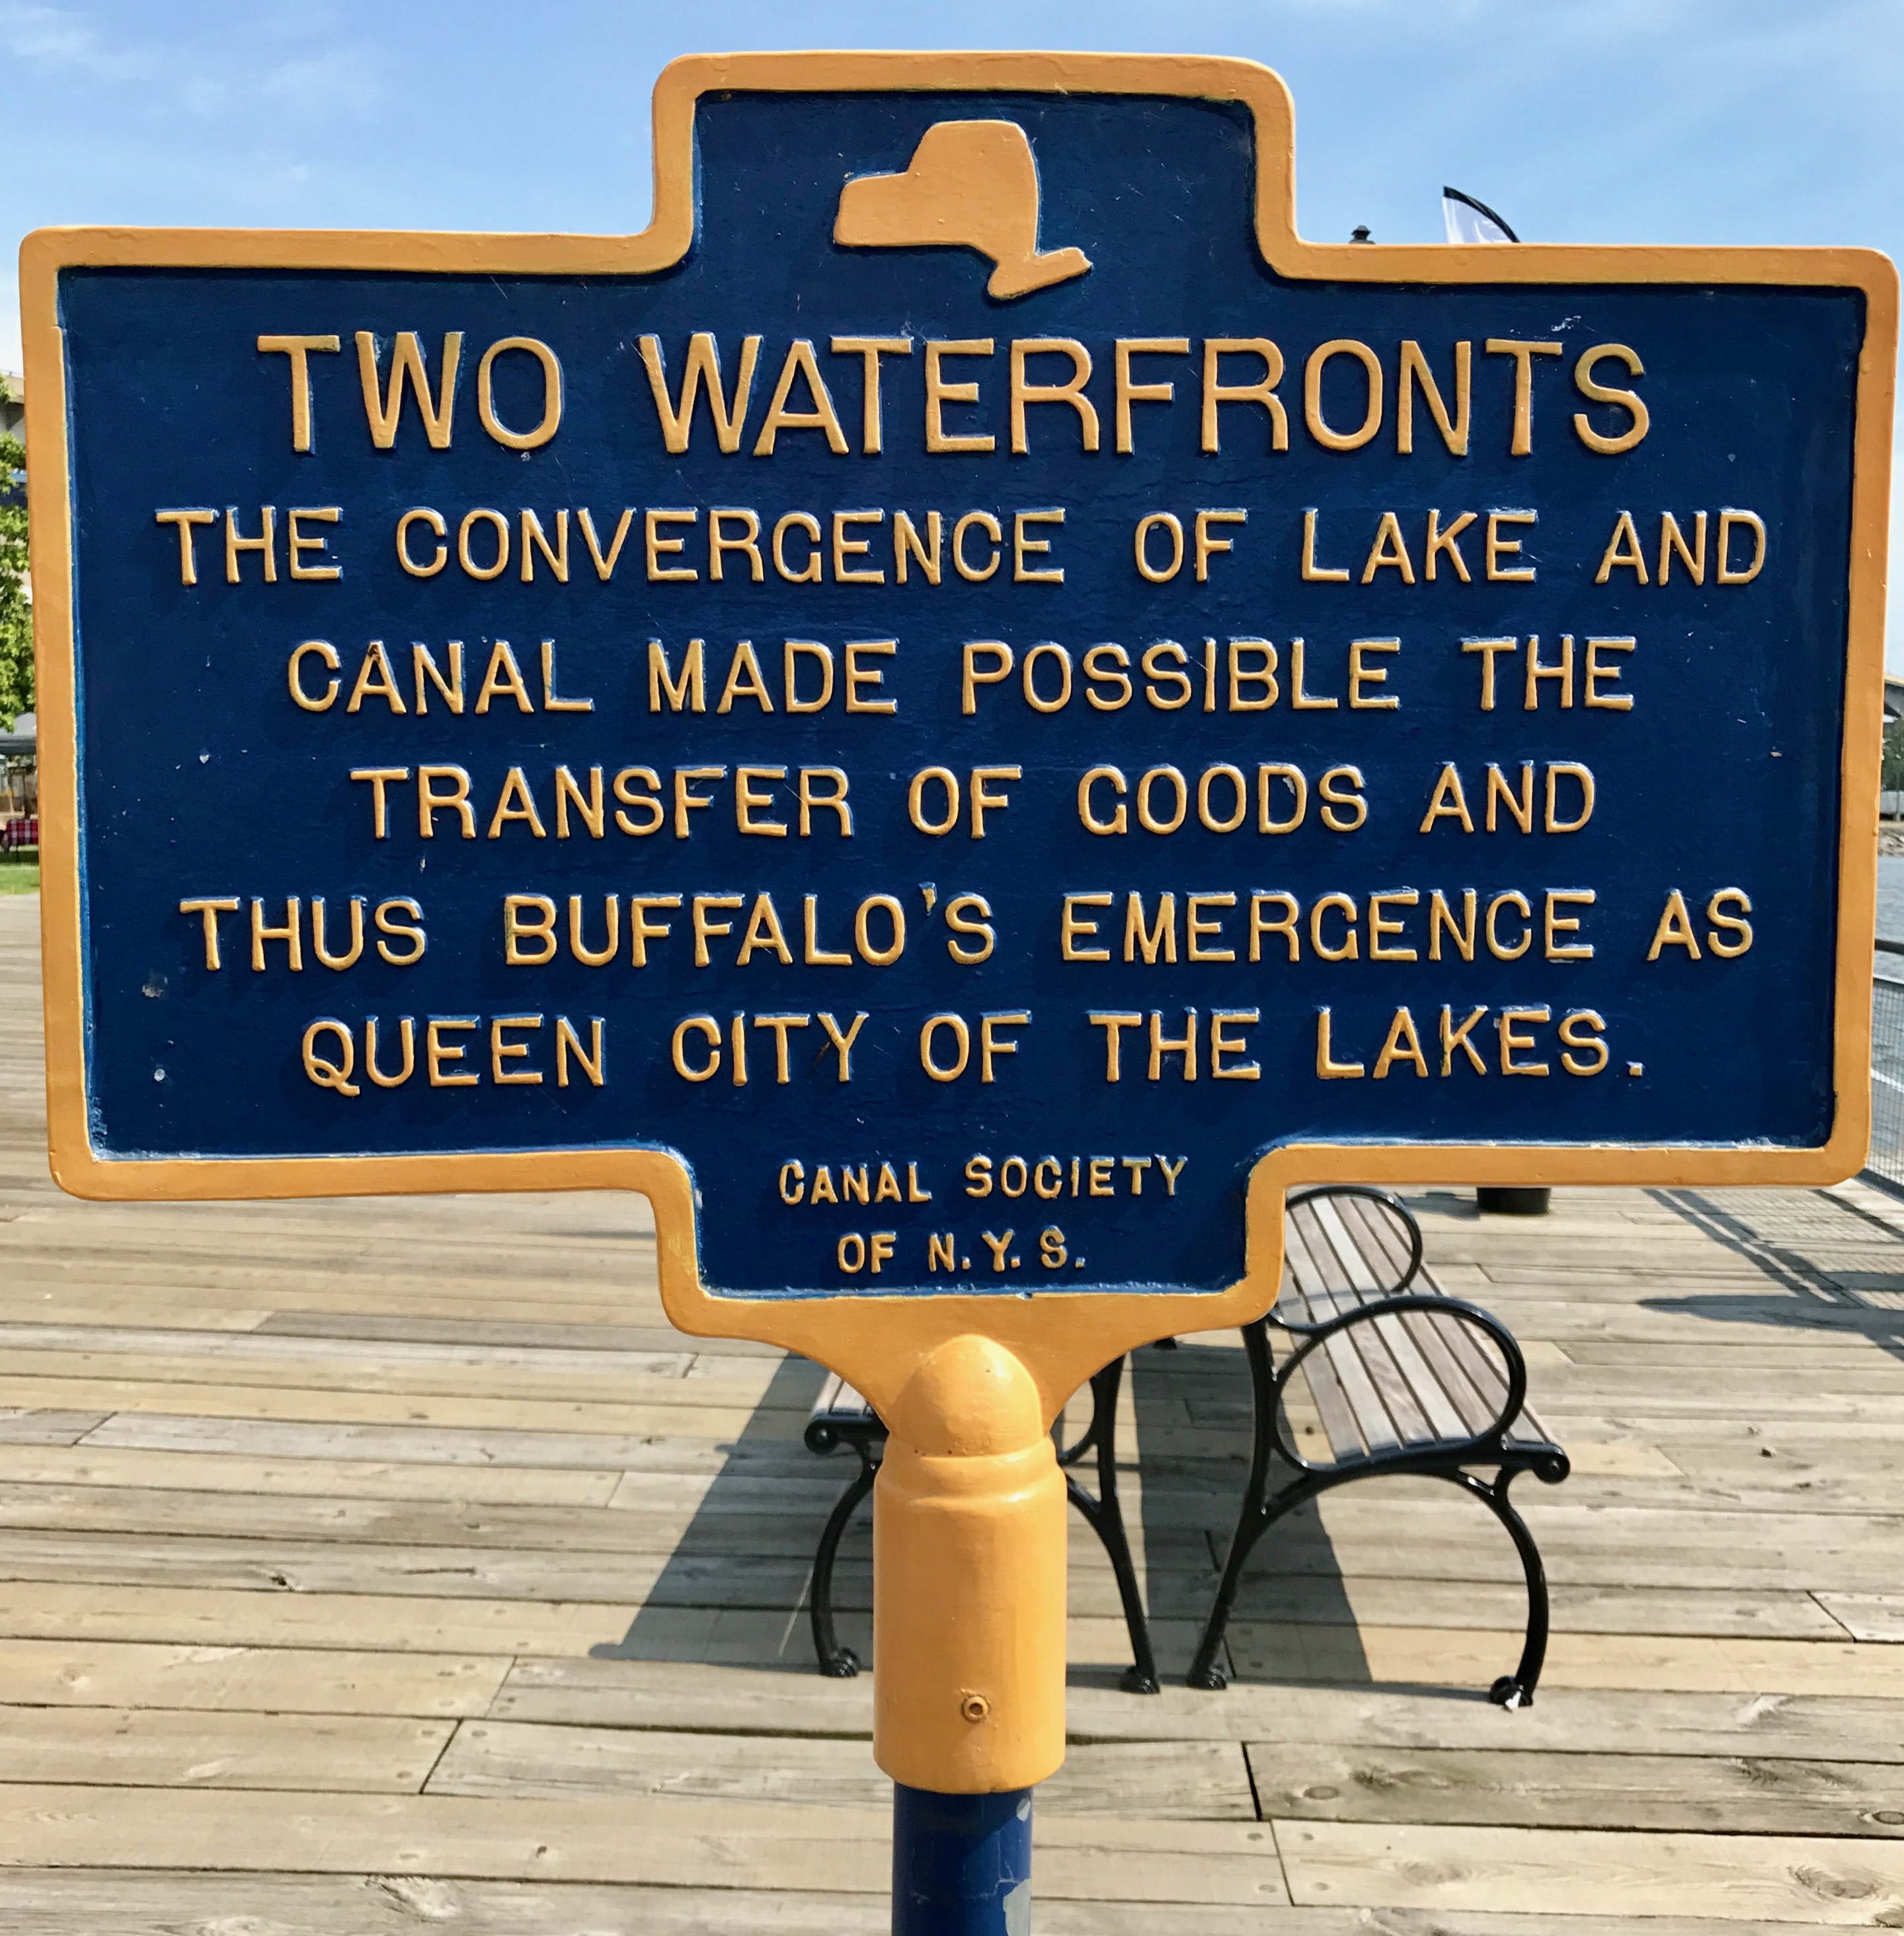 TWO WATERFRONTS
THE CONVERGENCE OF LAKE AND
CANAL MADE POSSIBLE THE
TRANSFER OF GOODS AND
THUS BUFFALO'S EMERGENCE AS
QUEEN CITY OF THE LAKES.
CANAL SOCIETY
OF N.Y.S.